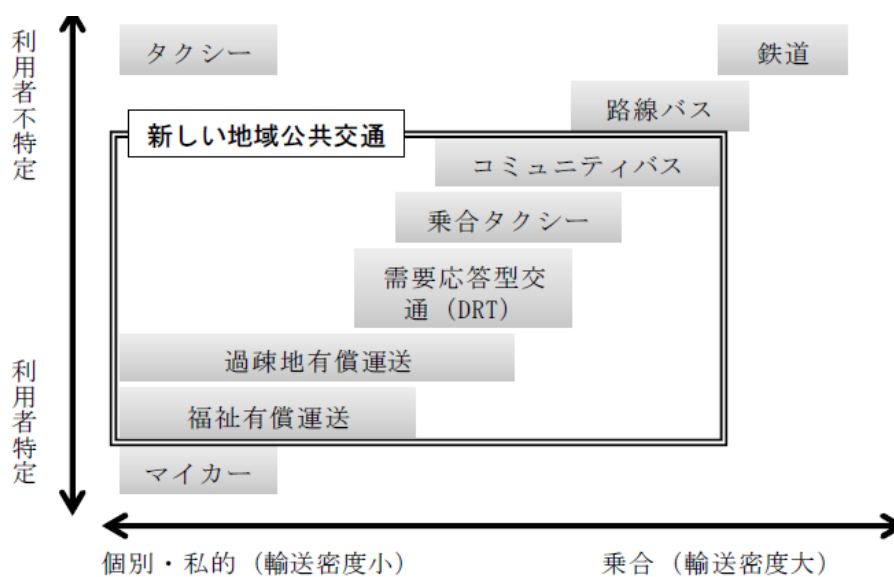 利用者不特定
タクシー
鉄道
路線バス
新しい地域公共交通
コミュニティバス
乗合タクシー
需要応答型交
通（DRT）
過疎地有償運送
利用者特定
福祉有償運送
マイカー
個別・私的（輸送密度小）
乗合（輸送密度大）